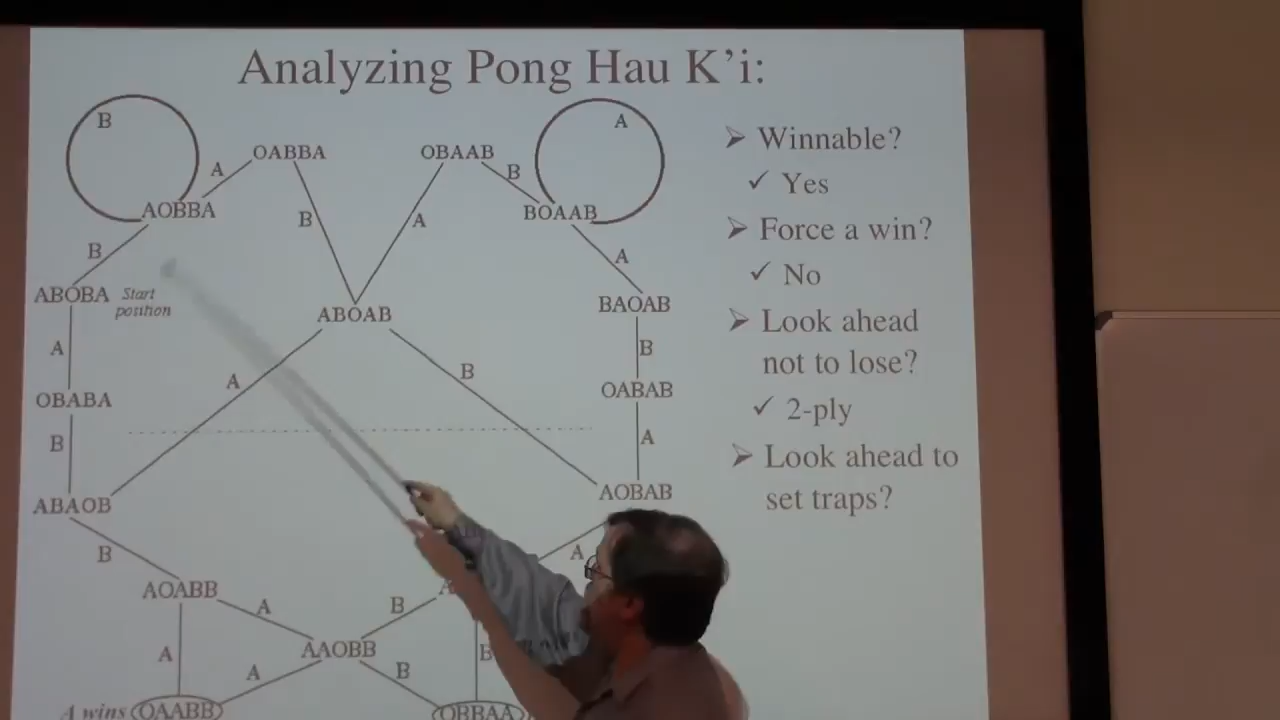 Analyzing Pong Hau K'i:
B
A
OABBA
OBAAB
A
B
AOBBA
BOAAB
B
A
B
A
ABOBA
Start
position
ABOAB
BAOAB
A
B
A
B
OBABA
OABAB
B
A
ABAOB
AOBAB
B
A
AOABB
A
B
AAOBB
A
A
B
B
A wins
OAABB
OBBAA
➢ Winnable?
✓ Yes
➢ Force a win?
✓ No
➢ Look ahead
not to lose?
✓ 2-ply
➢ Look ahead to
set traps?